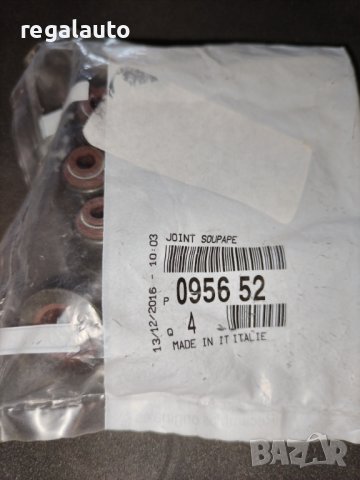 regalauto
JOINT SOUPAPE
13/12/2016 - 10:03
P 0956 52
Q 4
MADE IN IT ITALIE
BAZAR